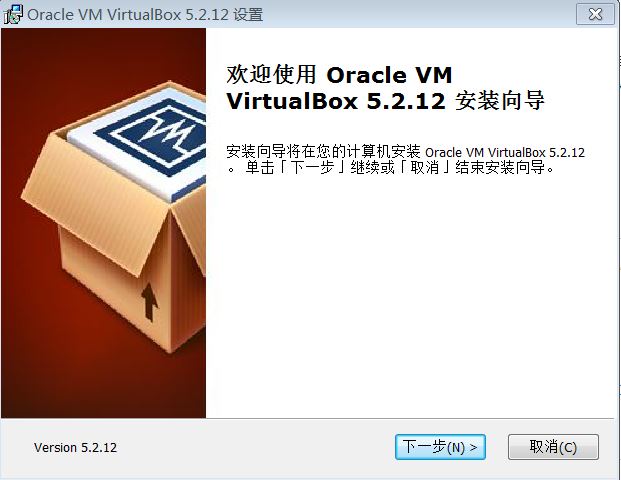 Oracle VM VirtualBox 5.2.12 设置
欢迎使用 Oracle VM
VirtualBox 5.2.12 安装向导
安装向导将在您的计算机安装 Oracle VM VirtualBox 5.2.12
。 单击「下一步」继续或「取消」结束安装向导。
Version 5.2.12
下一步(N) >
取消(C)